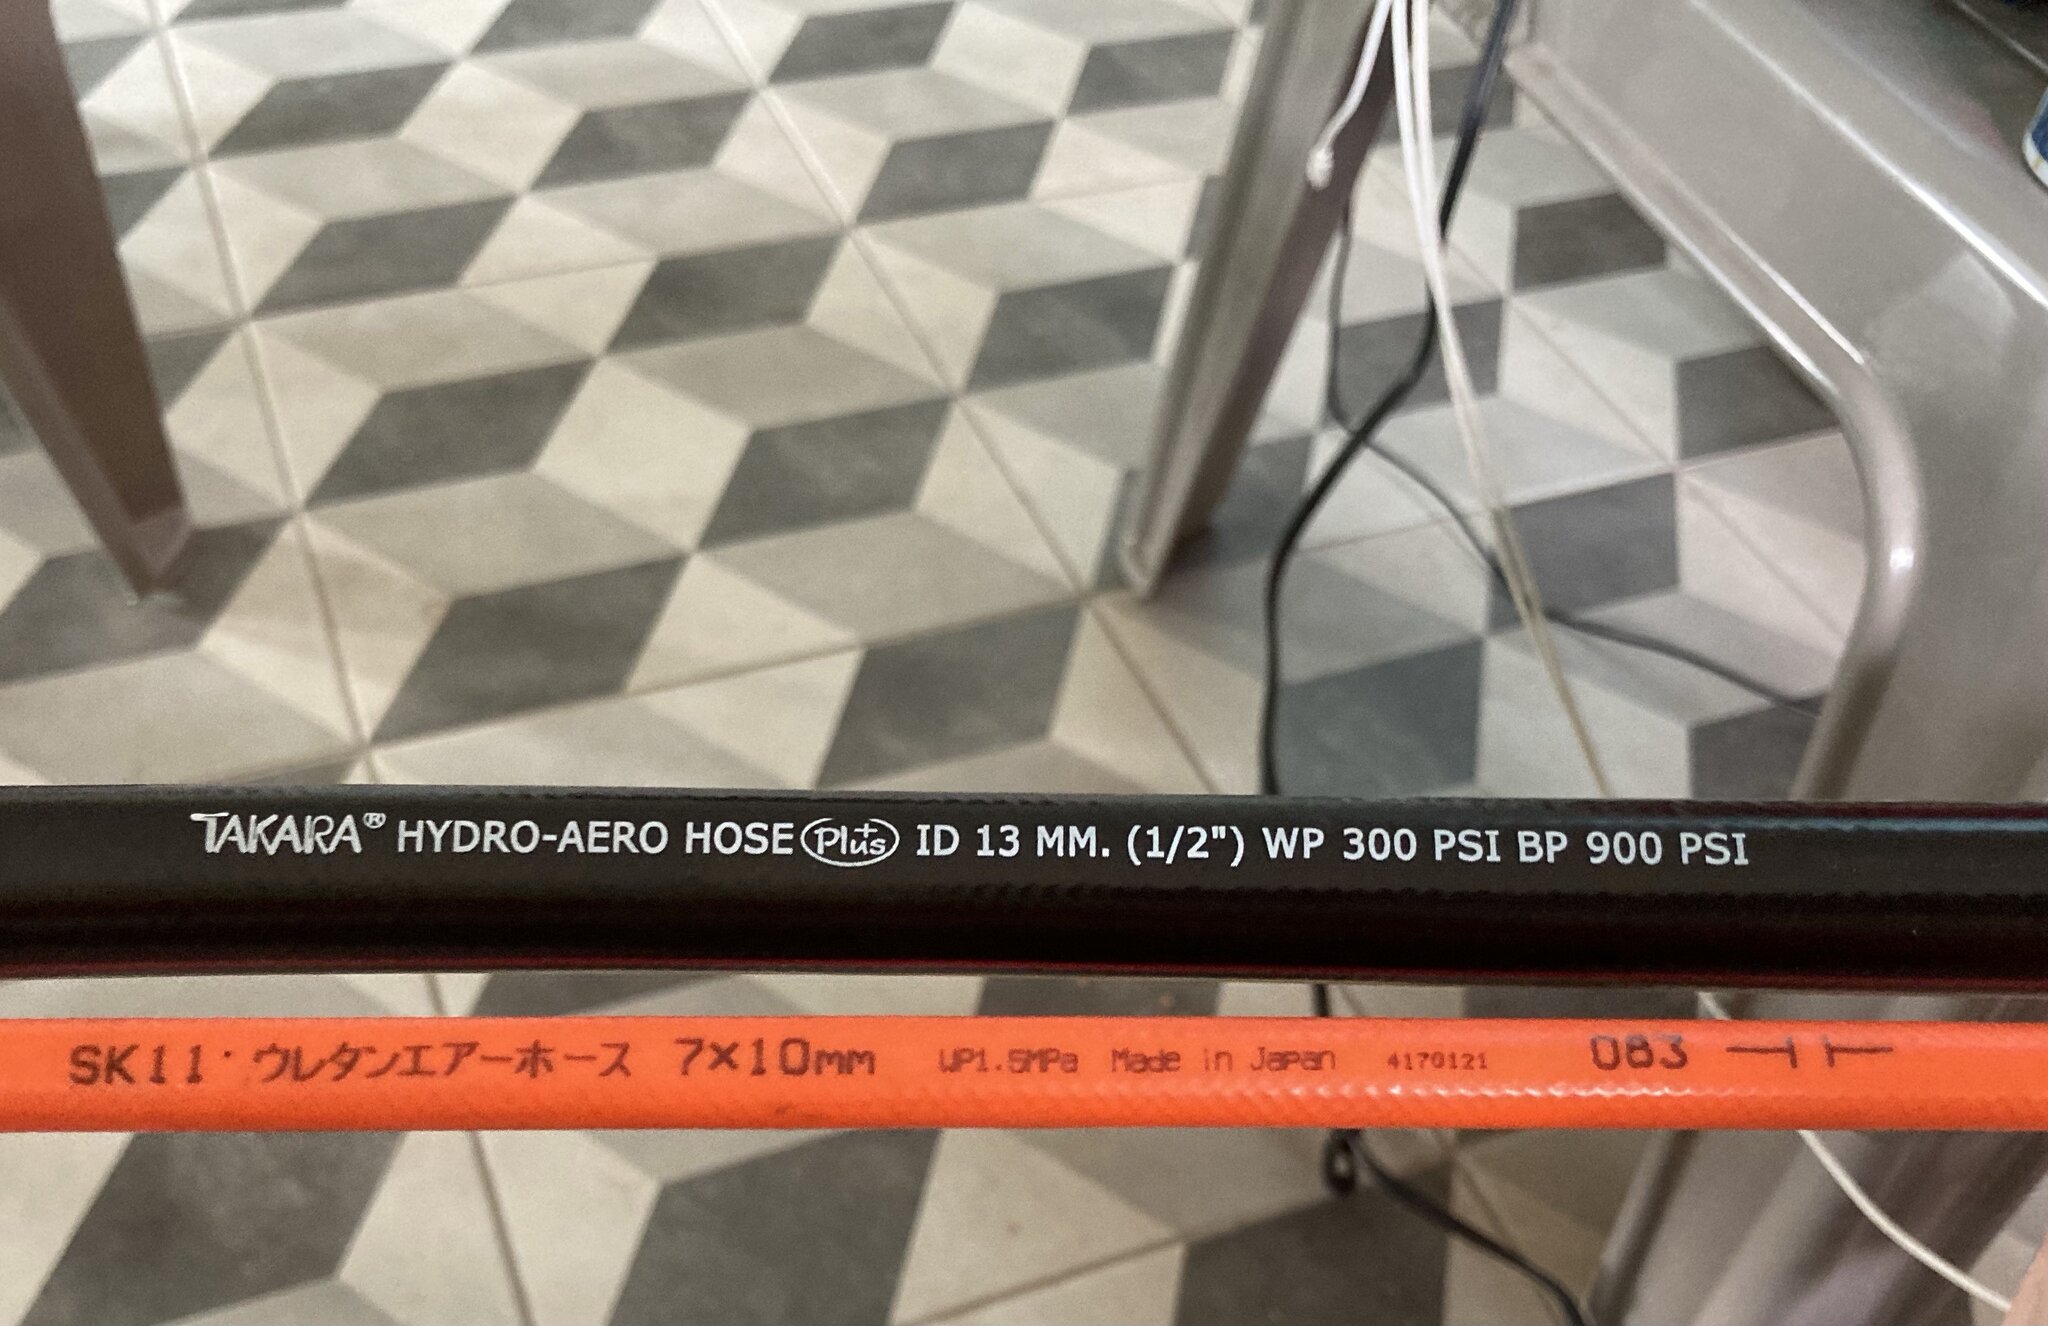 TAKARA® HYDRO-AERO HOSE Plus+ ID 13 MM. (1/2") WP 300 PSI BP 900 PSI
SK11・ウレタンエアーホース 7×10mm WP1.5MPa Made in Japan 4170121 083